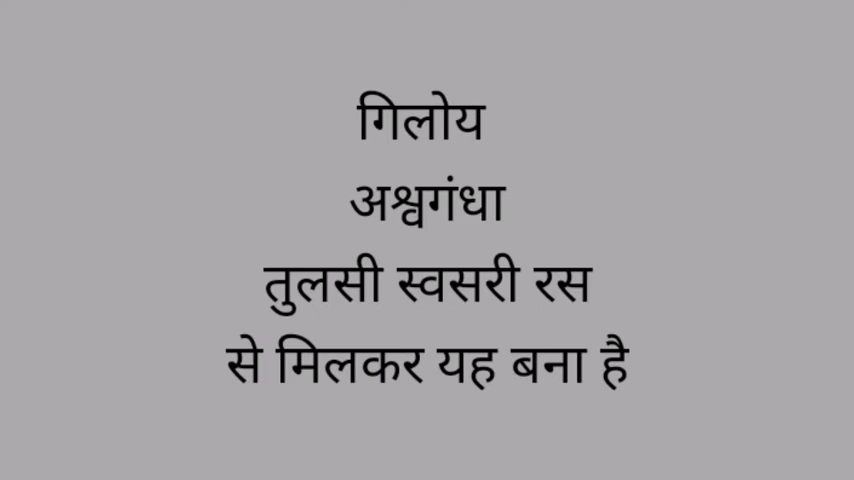 गिलोय
अश्वगंधा
तुलसी स्वसरी रस
से मिलकर यह बना है